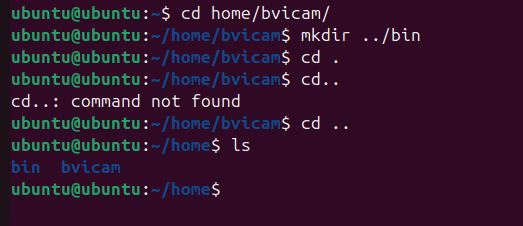 ubuntu@ubuntu:~$ cd home/bvicam/
ubuntu@ubuntu:~/home/bvicam$ mkdir ../bin
ubuntu@ubuntu:~/home/bvicam$ cd .
ubuntu@ubuntu:~/home/bvicam$ cd..
cd..: command not found
ubuntu@ubuntu:~/home/bvicam$ cd ..
ubuntu@ubuntu:~/home$ ls
bin  bvicam
ubuntu@ubuntu:~/home$